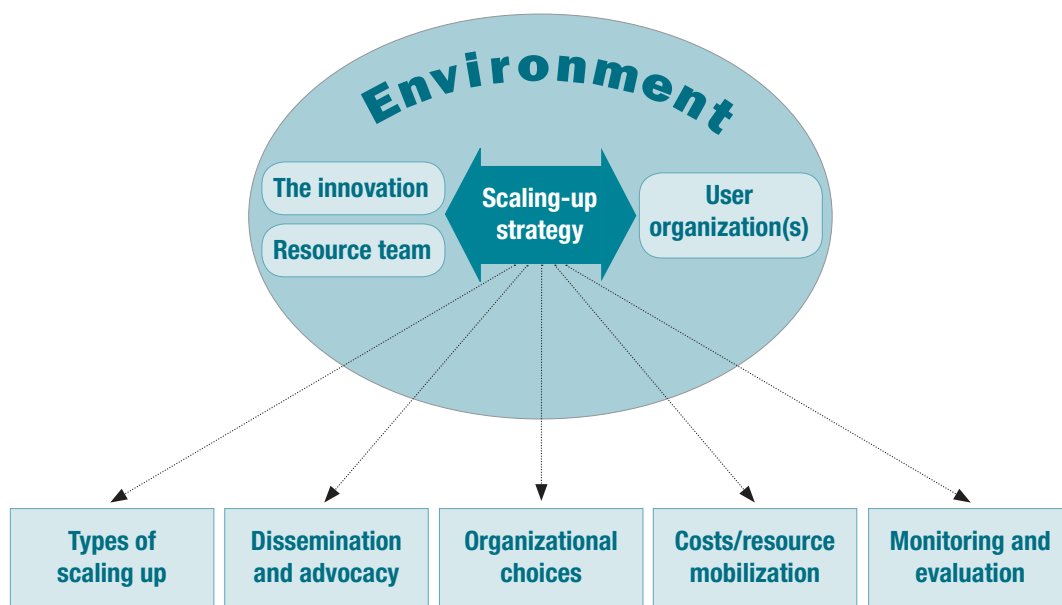 Environment
The innovation
Resource team
Scaling-up
strategy
User
organization(s)
Types of
scaling up
Dissemination
and advocacy
Organizational
choices
Costs/resource
mobilization
Monitoring and
evaluation